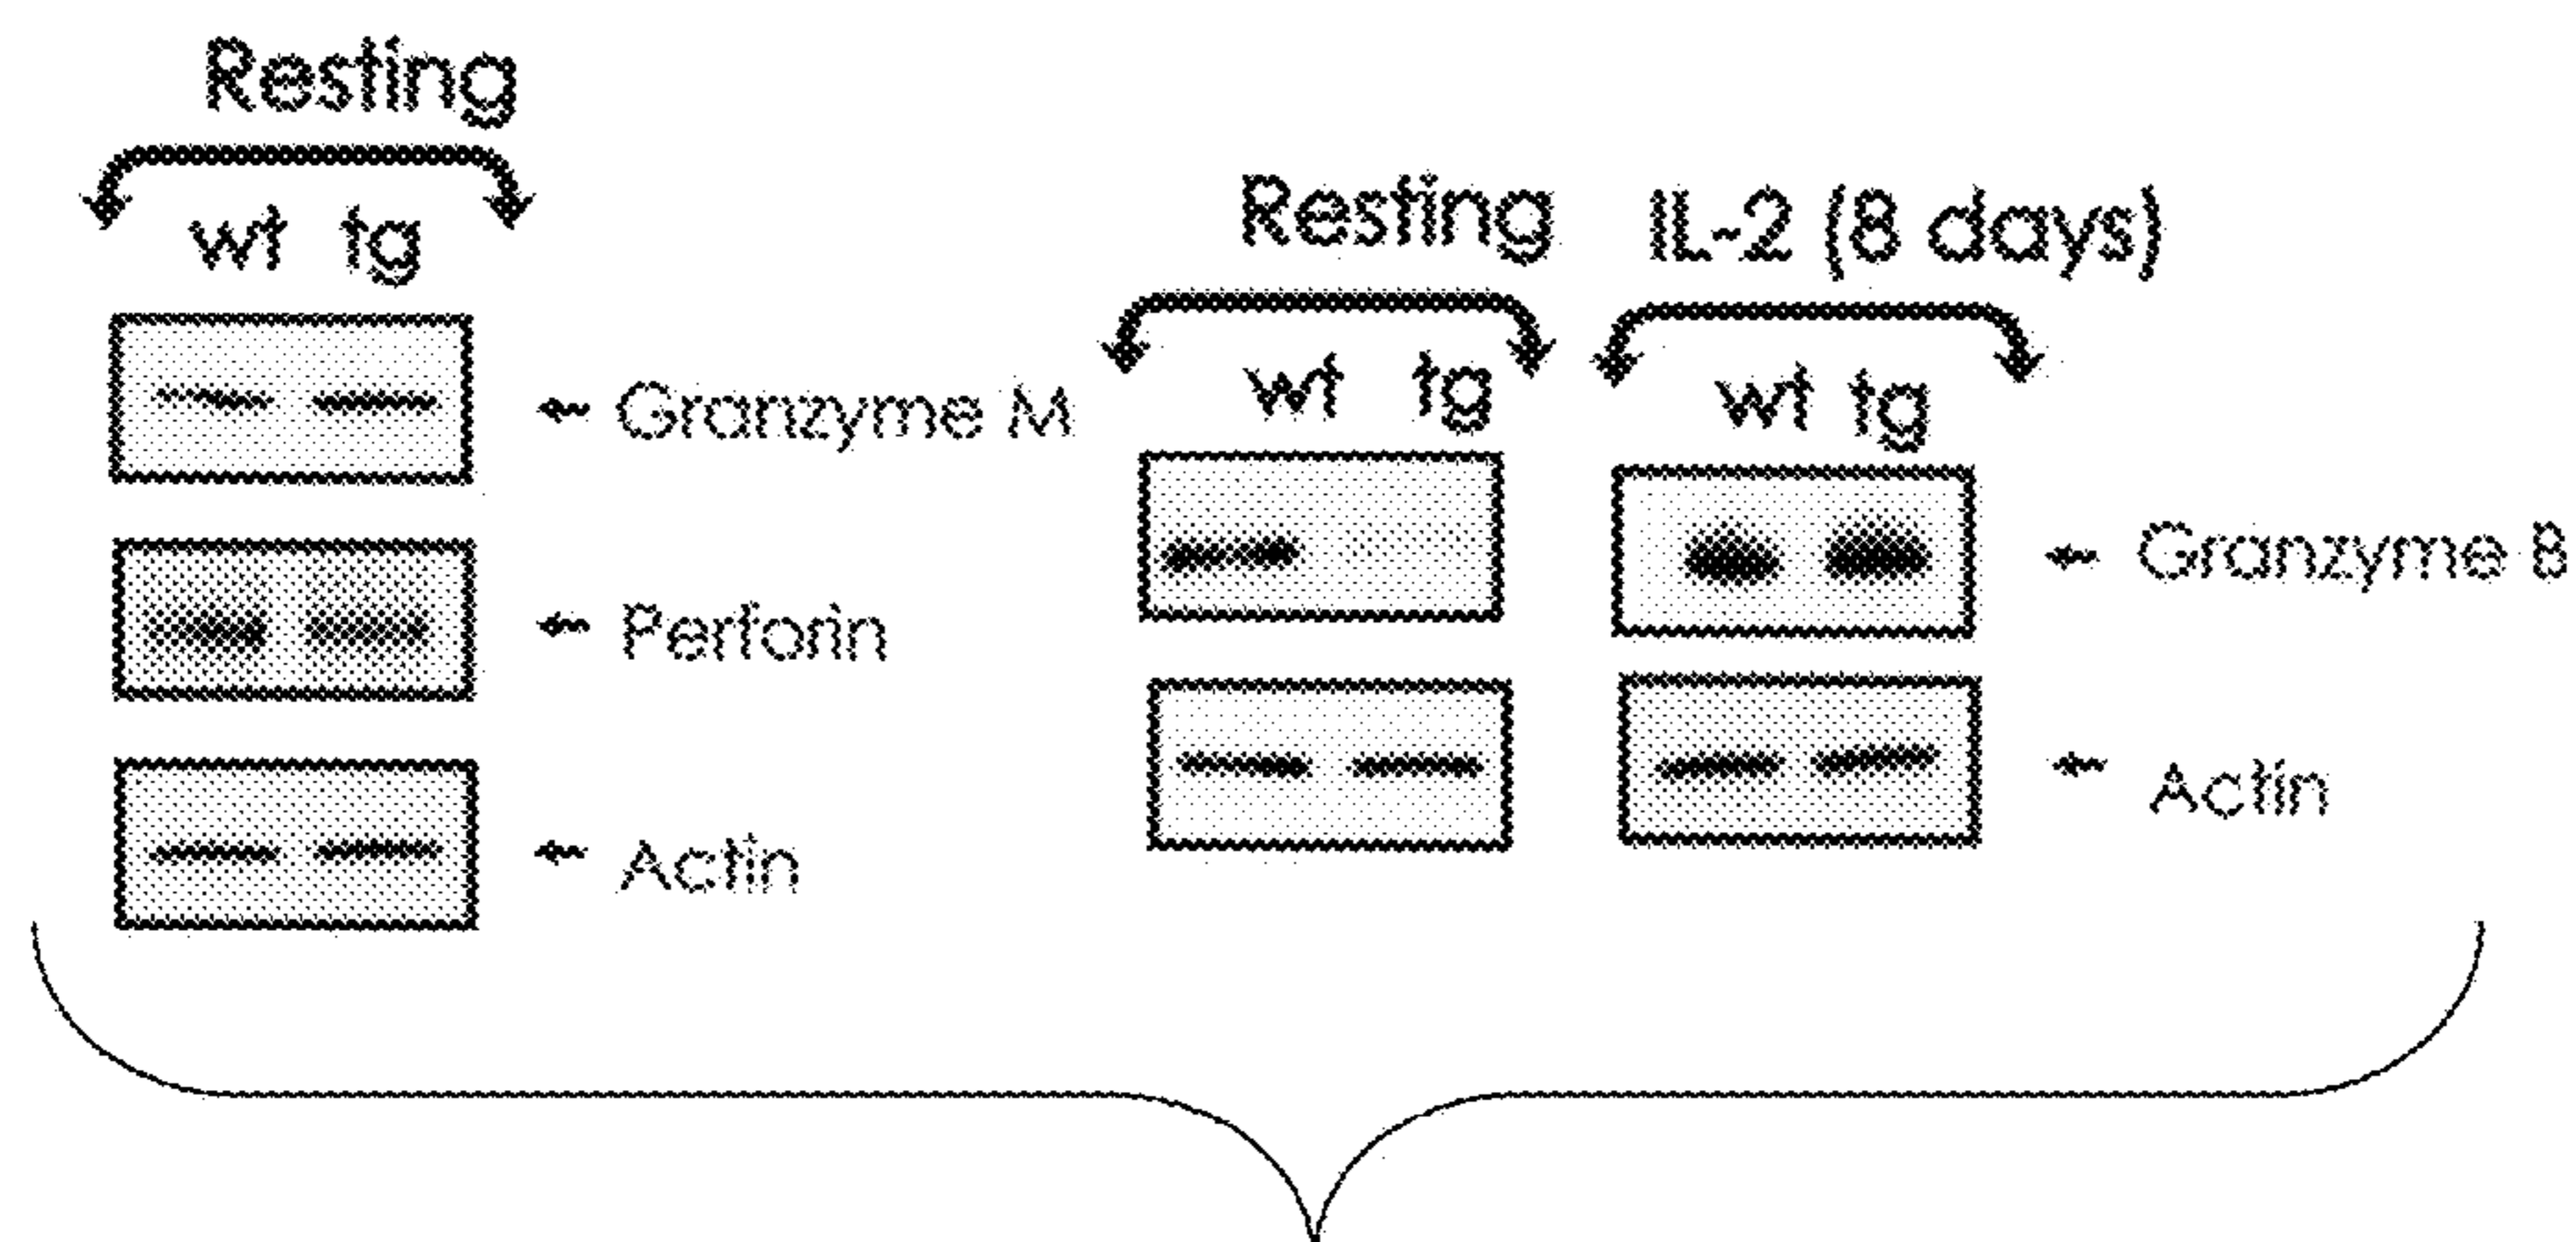 Resting
wt tg
Granzyme M
Perforin
Actin
Resting IL-2 (8 days)
wt tg wt tg
Granzyme B
Actin